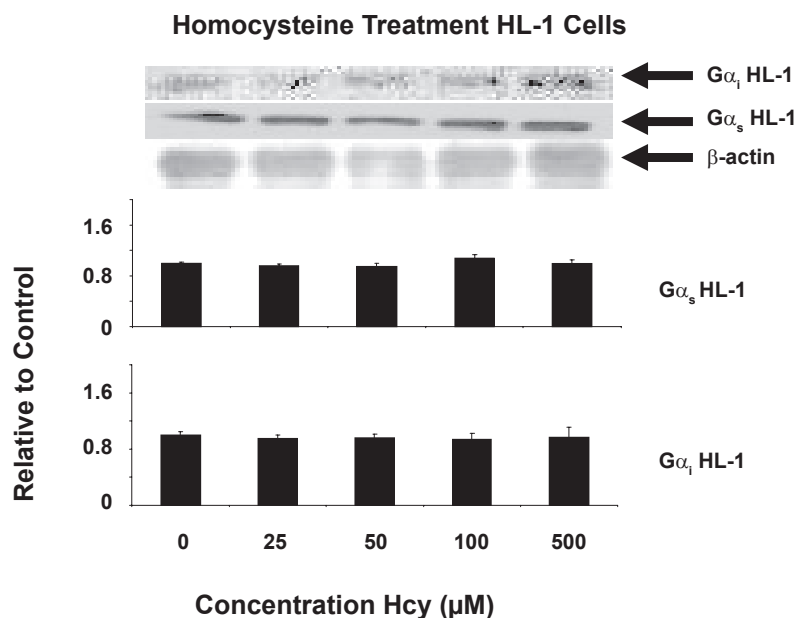 Homocysteine Treatment HL-1 Cells
Gαi HL-1
Gαs HL-1
β-actin
Relative to Control
1.6
0.8
0
Gαs HL-1
1.6
0.8
0
Gαi HL-1
0 25 50 100 500
Concentration Hcy (µM)